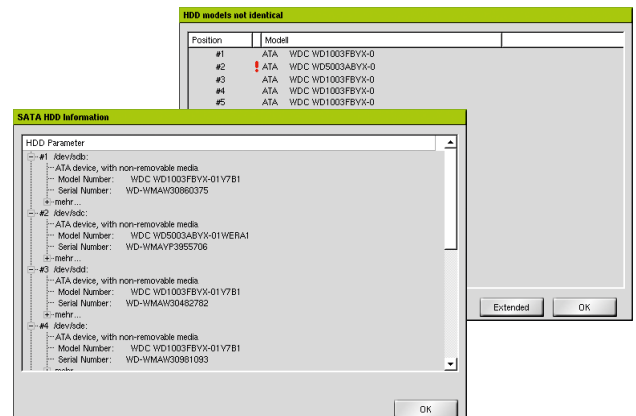 HDD models not identical
Position Modell
#1 ATA WDC WD1003FBYX-0
#2 ! ATA WDC WD5003ABYX-0
#3 ATA WDC WD1003FBYX-0
#4 ATA WDC WD1003FBYX-0
#5 ATA WDC WD1003FBYX-0
Extended OK
SATA HDD Information
HDD Parameter
#1 /dev/sdb:
ATA device, with non-removable media
Model Number: WDC WD1003FBYX-01Y7B1
Serial Number: WD-WMAW30860375
mehr...
#2 /dev/sdc:
ATA device, with non-removable media
Model Number: WDC WD5003ABYX-01WERA1
Serial Number: WD-WMAYP3955706
mehr...
#3 /dev/sdd:
ATA device, with non-removable media
Model Number: WDC WD1003FBYX-01Y7B1
Serial Number: WD-WMAW30482782
mehr...
#4 /dev/sde:
ATA device, with non-removable media
Model Number: WDC WD1003FBYX-01Y7B1
Serial Number: WD-WMAW30981093
mehr
OK